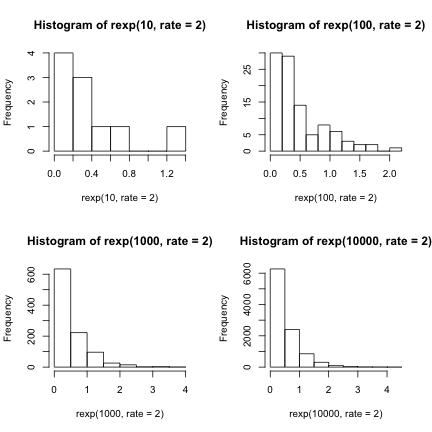 Histogram of rexp(10, rate = 2)
Frequency
4
3
2
1
0
0.0 0.4 0.8 1.2
rexp(10, rate = 2)
Histogram of rexp(100, rate = 2)
Frequency
25
15
5
0
0.0 0.5 1.0 1.5 2.0
rexp(100, rate = 2)
Histogram of rexp(1000, rate = 2)
Frequency
600
400
200
0
0 1 2 3 4
rexp(1000, rate = 2)
Histogram of rexp(10000, rate = 2)
Frequency
6000
4000
2000
0
0 1 2 3 4
rexp(10000, rate = 2)